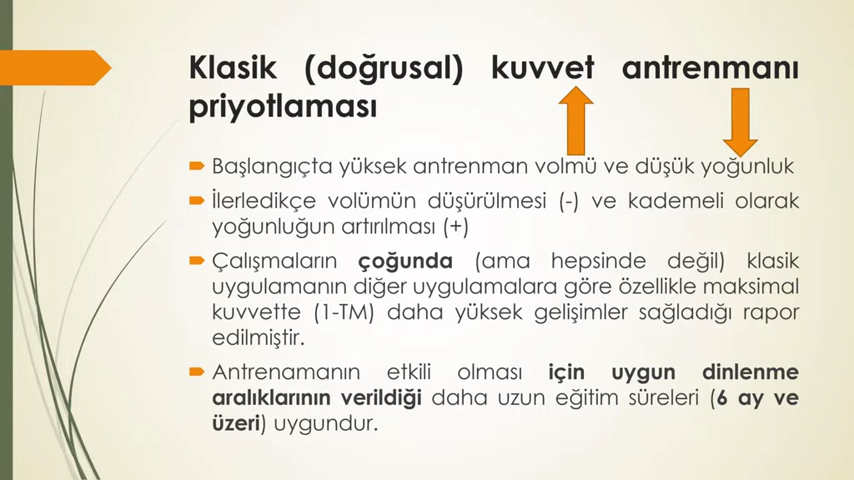 Klasik (doğrusal) kuvvet antrenmanı
priyotlaması
Başlangıçta yüksek antrenman volmü ve düşük yoğunluk
İlerledikçe volümün düşürülmesi (-) ve kademeli olarak
yoğunluğun artırılması (+)
Çalışmaların çoğunda (ama hepsinde değil) klasik
uygulamanın diğer uygulamalara göre özellikle maksimal
kuvvette (1-TM) daha yüksek gelişimler sağladığı rapor
edilmiştir.
Antrenamanın etkili olması için uygun dinlenme
aralıklarının verildiği daha uzun eğitim süreleri (6 ay ve
üzeri) uygundur.